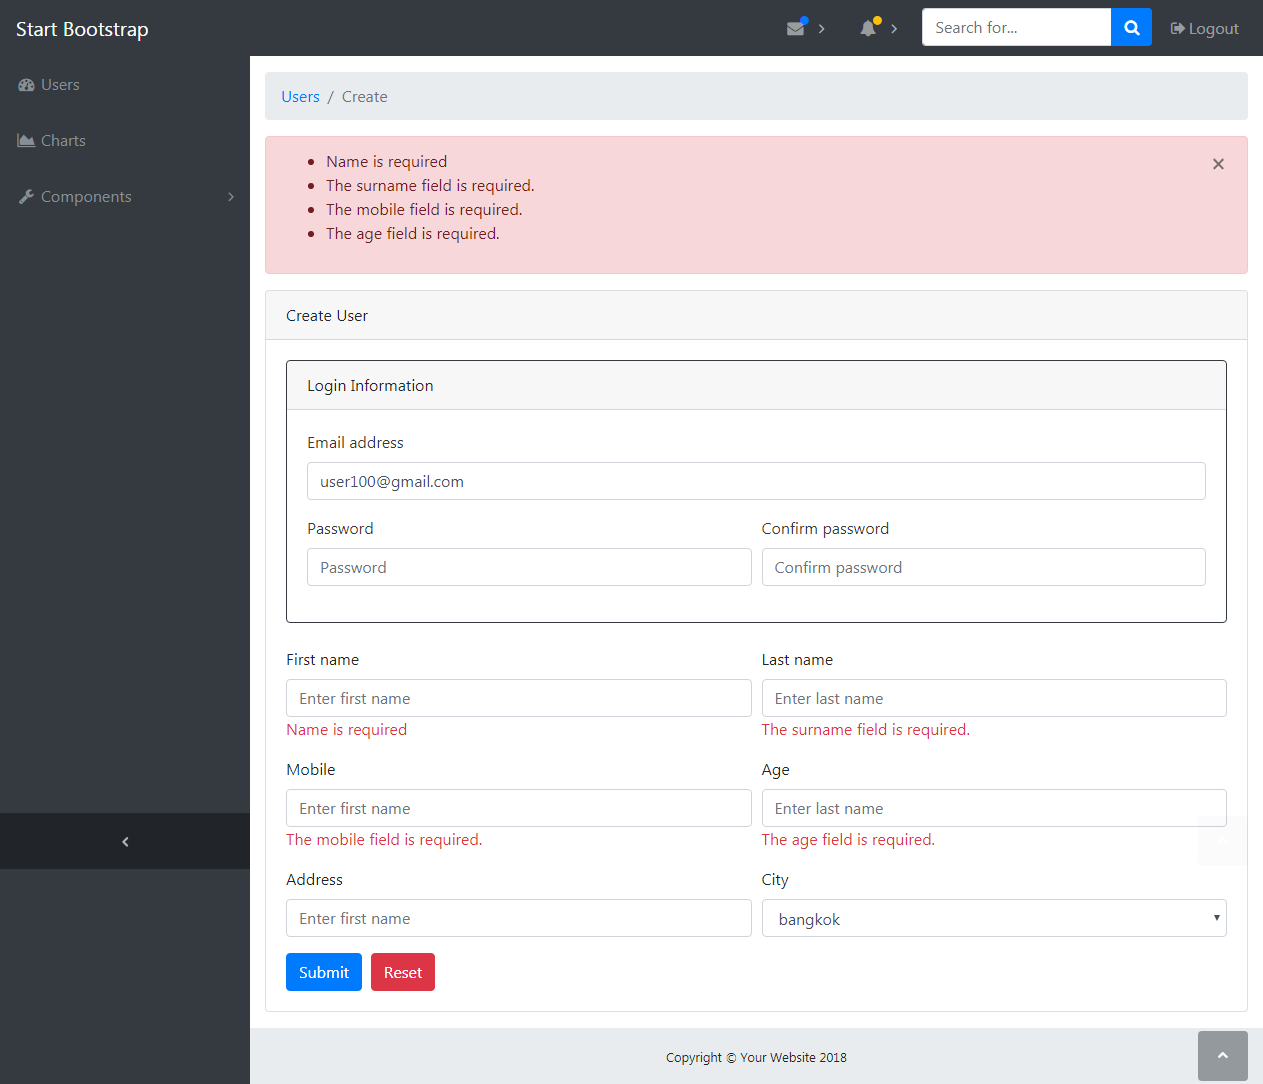 Start Bootstrap
Search for...
Logout
Users
Charts
Components
Users / Create
Name is required
The surname field is required.
The mobile field is required.
The age field is required.
×
Create User
Login Information
Email address
user100@gmail.com
Password Confirm password
Password Confirm password
First name Last name
Enter first name Enter last name
Name is required The surname field is required.
Mobile Age
Enter first name Enter last name
The mobile field is required. The age field is required.
Address City
Enter first name bangkok
Submit Reset
Copyright © Your Website 2018